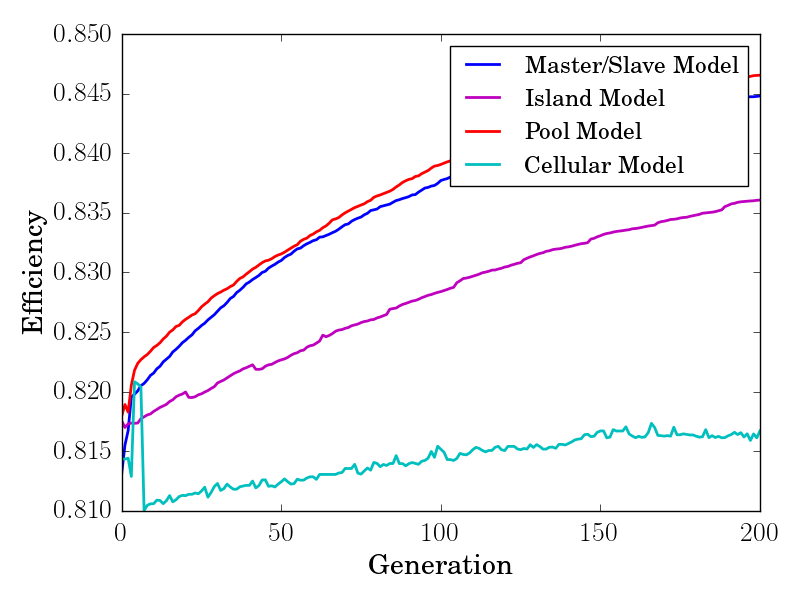 0.850
0.845
0.840
0.835
0.830
0.825
0.820
0.815
0.810
Efficiency
Master/Slave Model
Island Model
Pool Model
Cellular Model
0 50 100 150 200
Generation